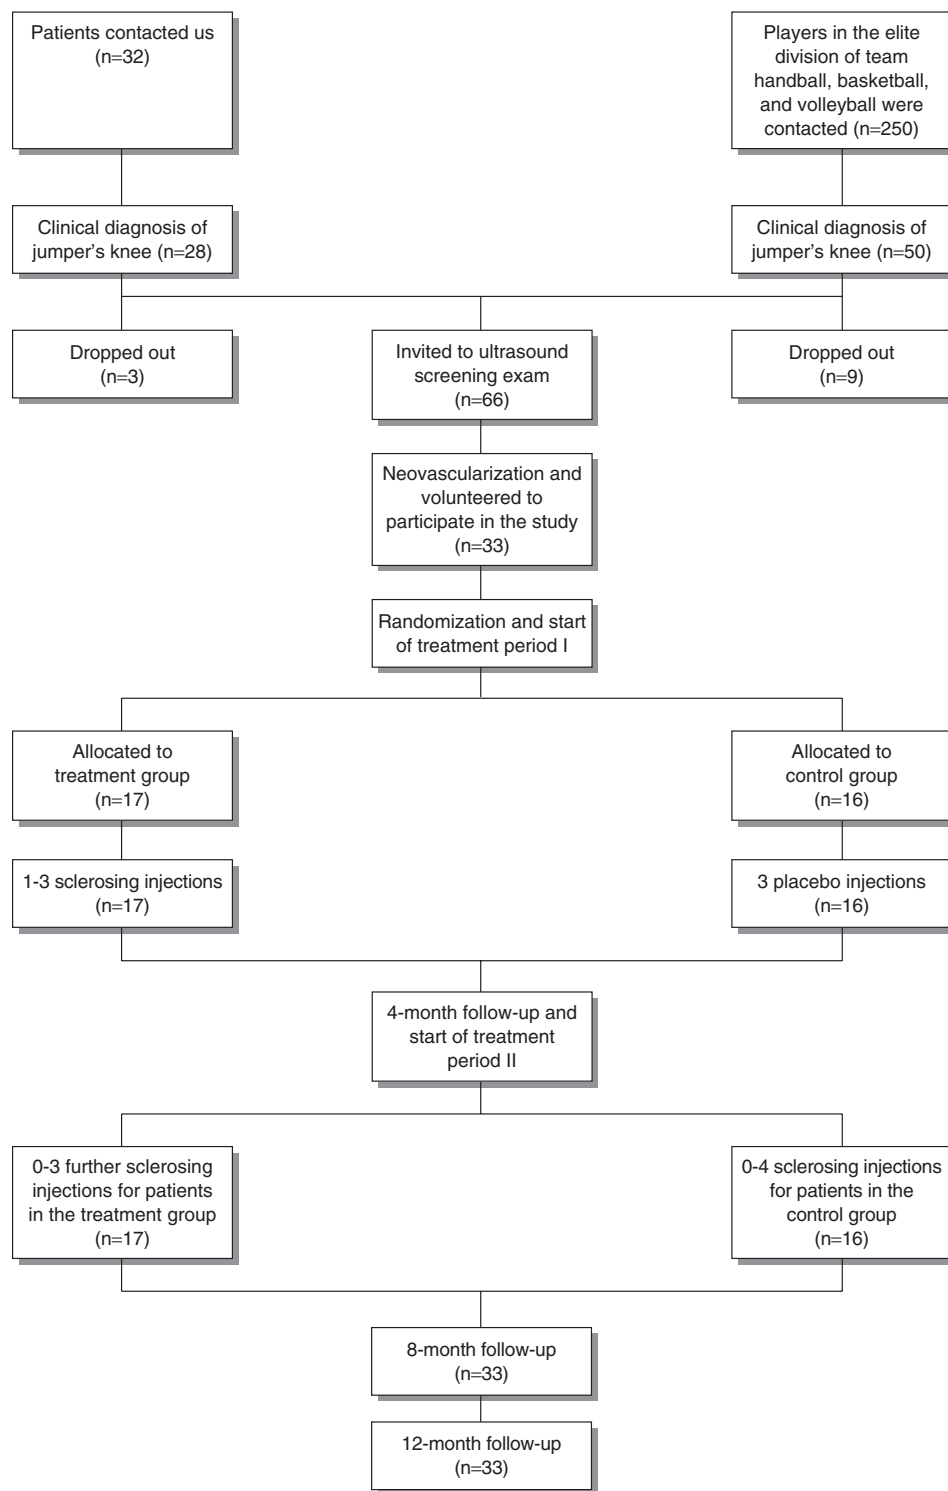 Patients contacted us
(n=32)
Players in the elite
division of team
handball, basketball,
and volleyball were
contacted (n=250)
Clinical diagnosis of
jumper's knee (n=28)
Clinical diagnosis of
jumper's knee (n=50)
Dropped out
(n=3)
Invited to ultrasound
screening exam
(n=66)
Dropped out
(n=9)
Neovascularization and
volunteered to
participate in the study
(n=33)
Randomization and start
of treatment period I
Allocated to
treatment group
(n=17)
Allocated to
control group
(n=16)
1-3 sclerosing injections
(n=17)
3 placebo injections
(n=16)
4-month follow-up and
start of treatment
period II
0-3 further sclerosing
injections for patients
in the treatment group
(n=17)
0-4 sclerosing injections
for patients in the
control group
(n=16)
8-month follow-up
(n=33)
12-month follow-up
(n=33)